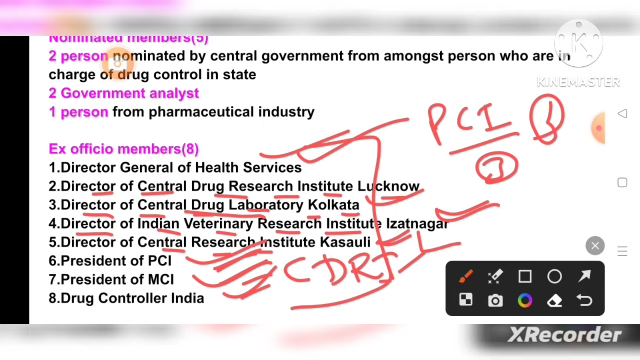 Nominated members(5)
2 person nominated by central government from amongst person who are in
charge of drug control in state
2 Government analyst
1 person from pharmaceutical industry
Ex officio members(8)
1.Director General of Health Services
2.Director of Central Drug Research Institute Lucknow
3.Director of Central Drug Laboratory Kolkata
4.Director of Indian Veterinary Research Institute Izatnagar
5.Director of Central Research Institute Kasauli
6.President of PCI
7.President of MCI
8.Drug Controller India
PCI
3
CDRI
KINEMASTER
XRecorder